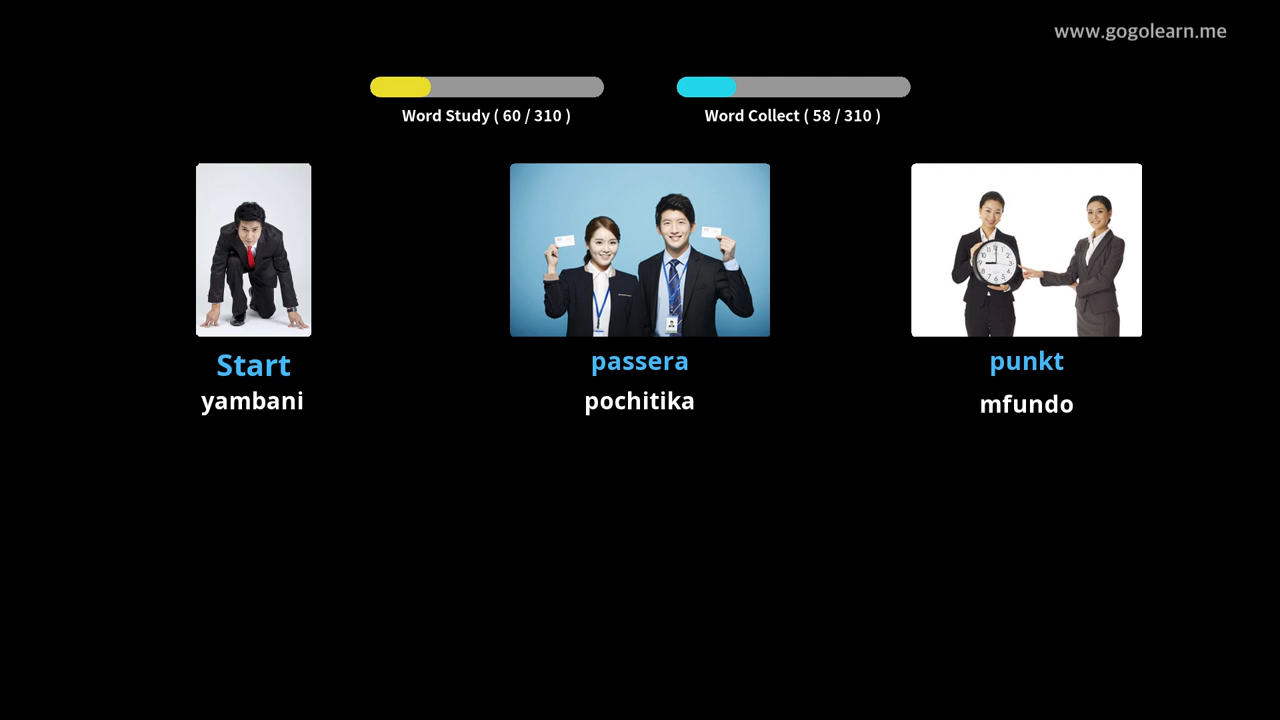 www.gogolearn.me
Word Study ( 60 / 310 )
Word Collect ( 58 / 310 )
Start
yambani
passera
pochitika
punkt
mfundo